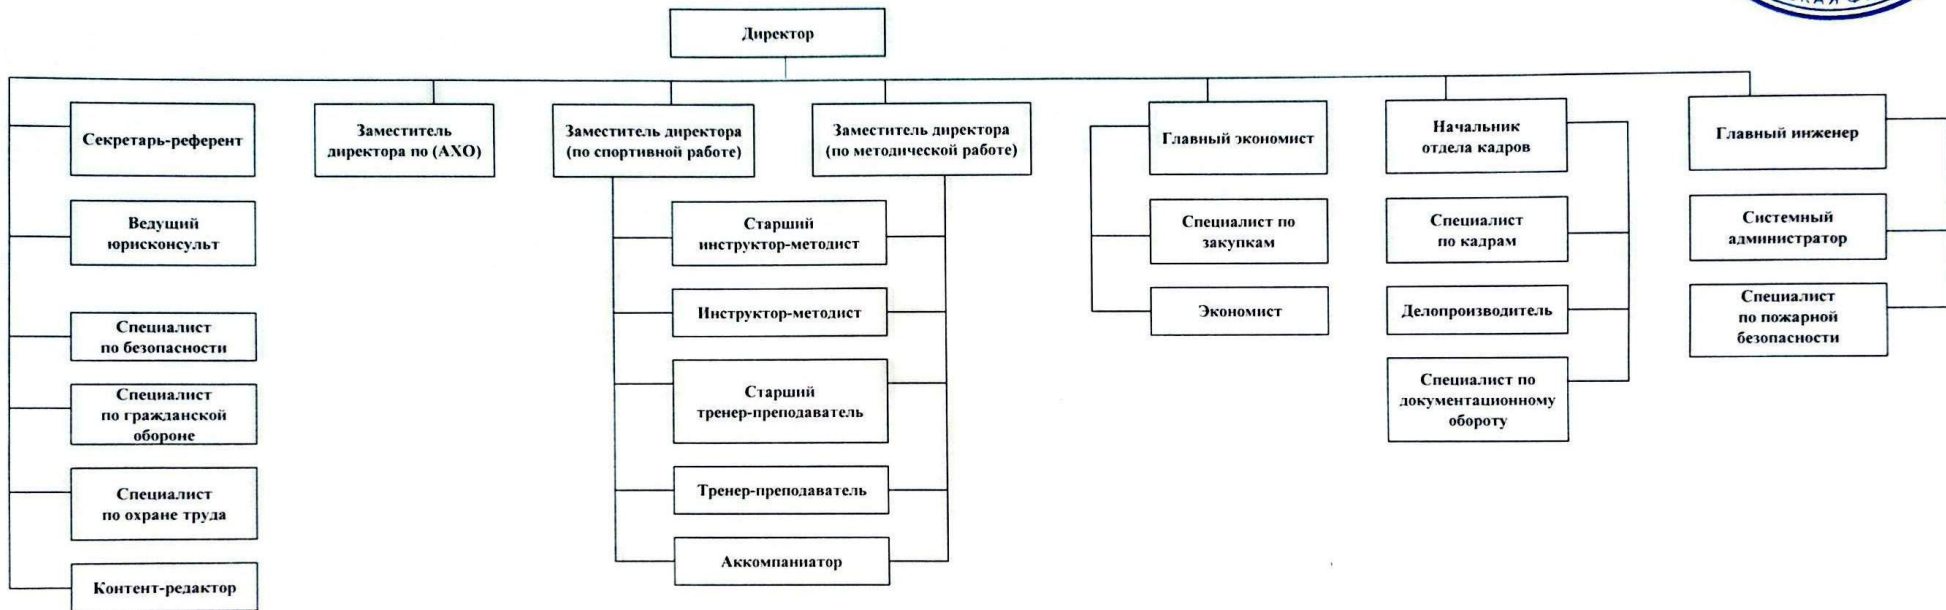 Директор
Секретарь-референт
Ведущий
юрисконсульт
Специалист
по безопасности
Специалист
по гражданской
обороне
Специалист
по охране труда
Контент-редактор
Заместитель
директора по (АХО)
Заместитель директора
(по спортивной работе)
Заместитель директора
(по методической работе)
Старший
инструктор-методист
Инструктор-методист
Старший
тренер-преподаватель
Тренер-преподаватель
Аккомпаниатор
Главный экономист
Специалист по
закупкам
Экономист
Начальник
отдела кадров
Специалист
по кадрам
Делопроизводитель
Специалист по
документационному
обороту
Главный инженер
Системный
администратор
Специалист
по пожарной
безопасности